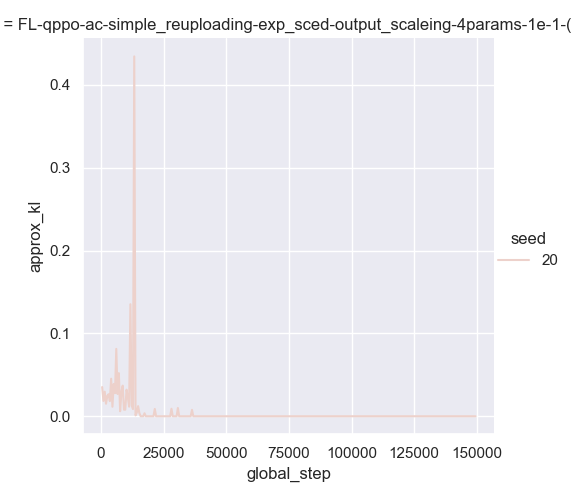 = FL-qppo-ac-simple_reuploading-exp_sced-output_scaleing-4params-1e-1-(
0.4
0.3
0.2
0.1
0.0
approx_kl
0 25000 50000 75000 100000 125000 150000
global_step
seed
20